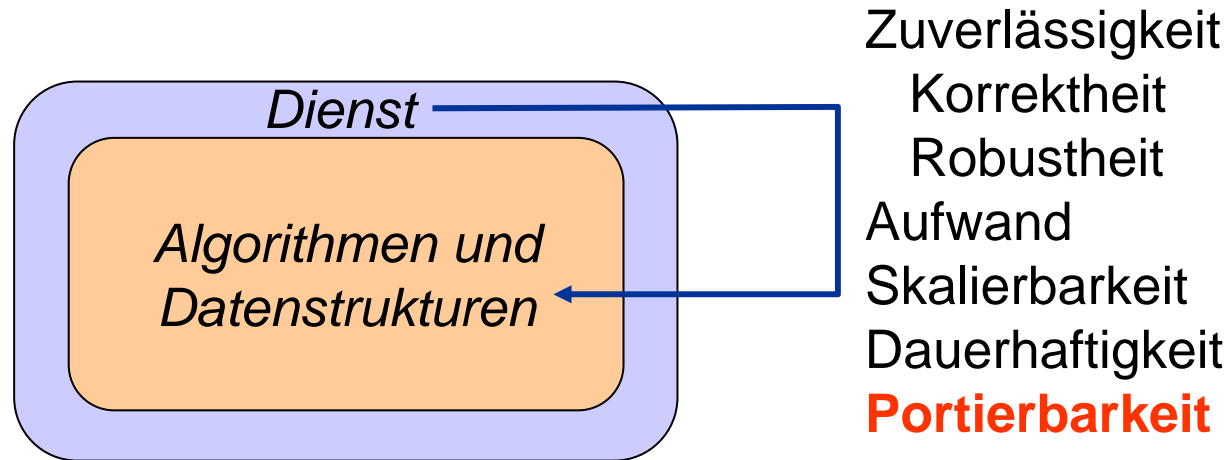 Dienst
Algorithmen und
Datenstrukturen
Zuverlässigkeit
Korrektheit
Robustheit
Aufwand
Skalierbarkeit
Dauerhaftigkeit
Portierbarkeit